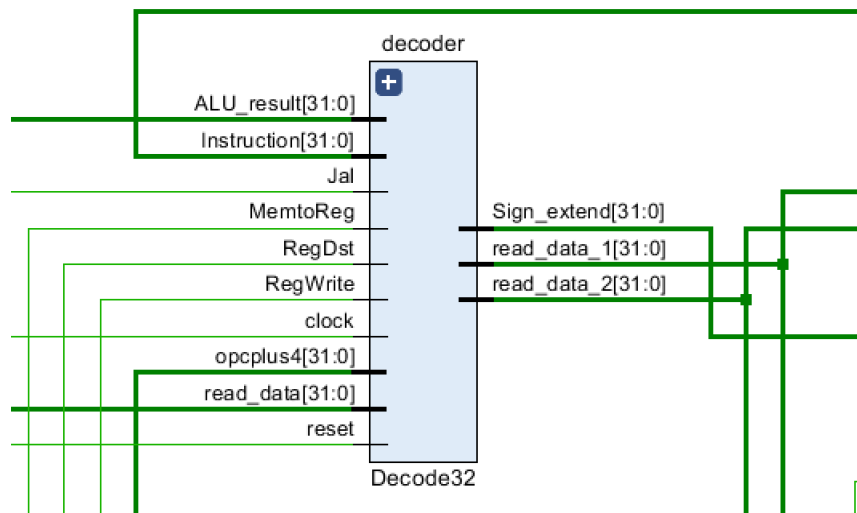 decoder
ALU_result[31:0]
Instruction[31:0]
Jal
MemtoReg
RegDst
RegWrite
clock
opcplus4[31:0]
read_data[31:0]
reset
Sign_extend[31:0]
read_data_1[31:0]
read_data_2[31:0]
Decode32